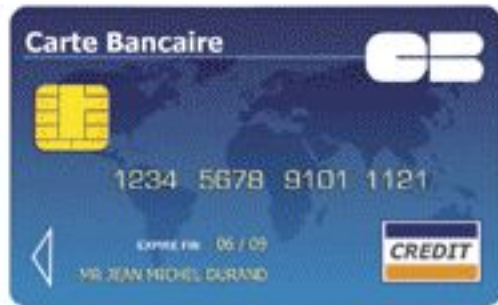 Carte Bancaire
CB
1234 5678 9101 1121
EXPIRE FIN 06 / 09
MR JEAN MICHEL DURAND
CREDIT